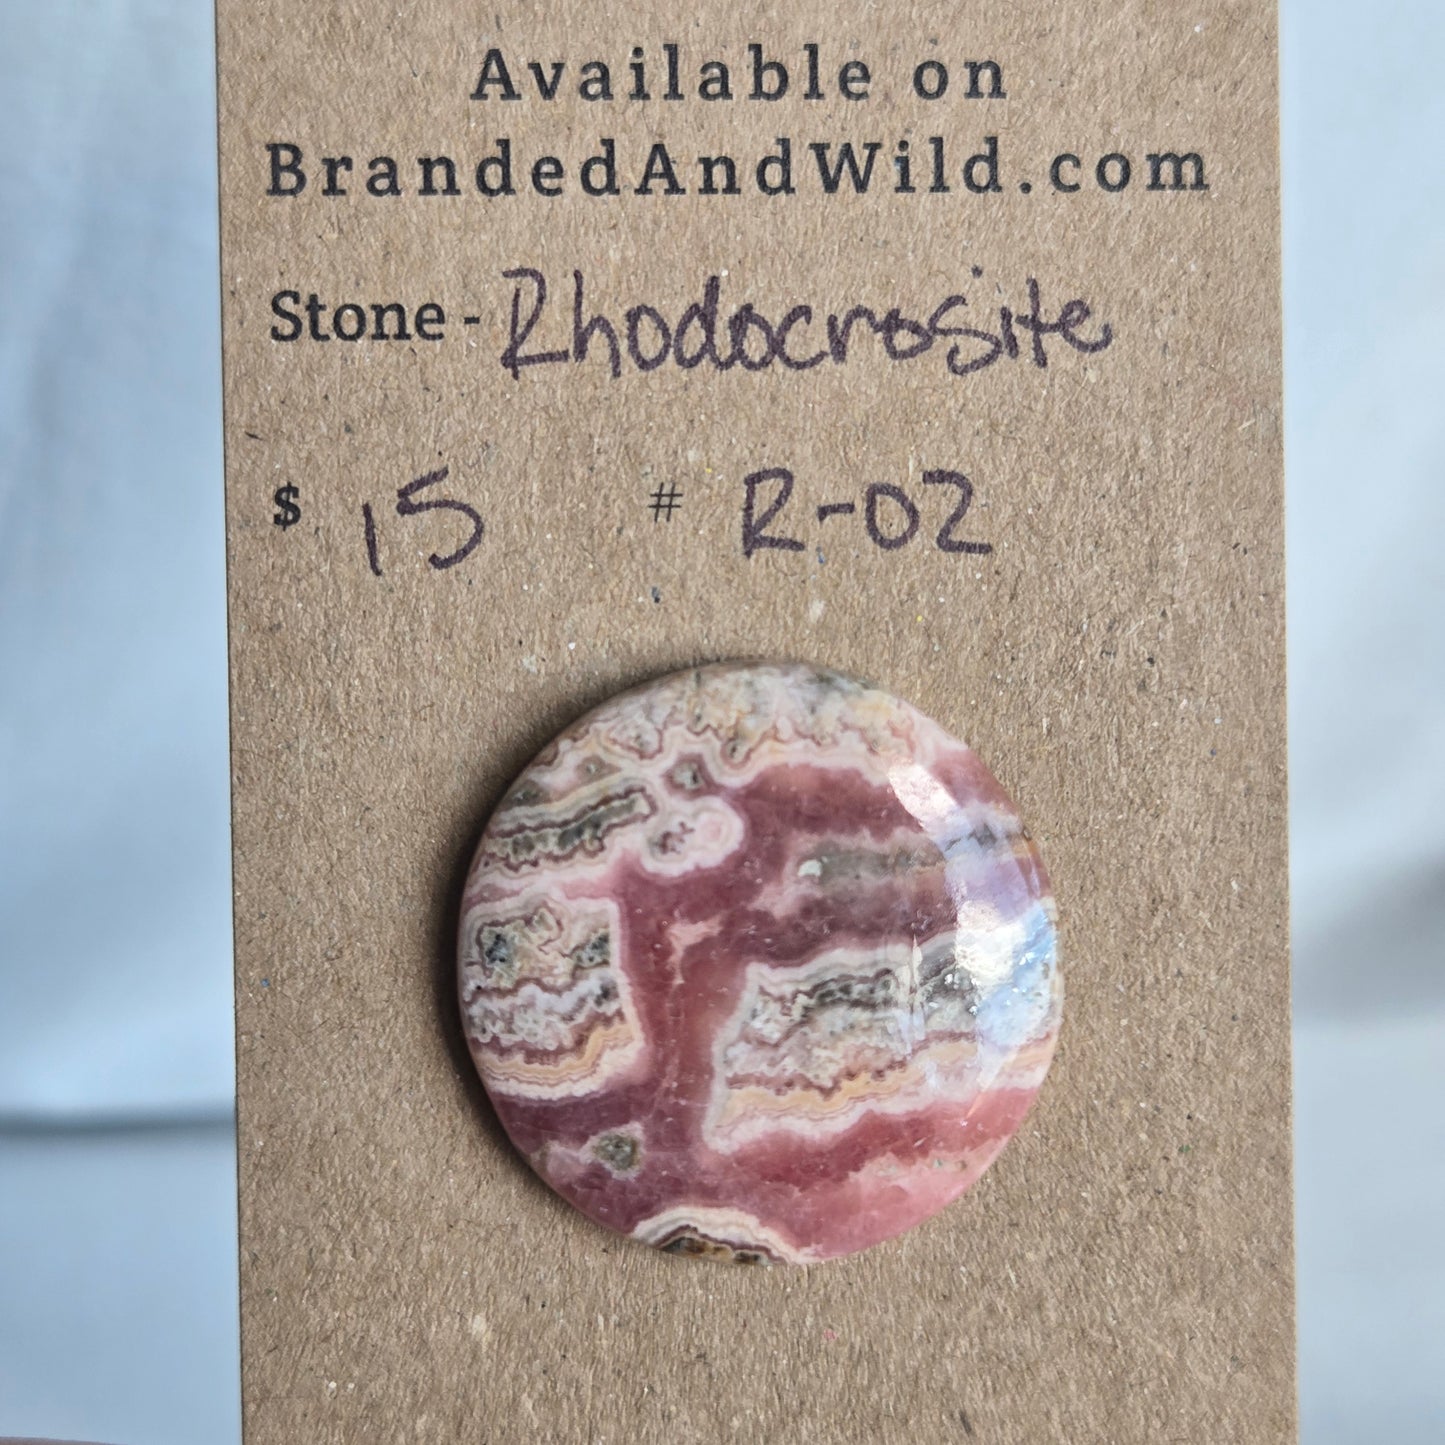 Available on
BrandedAndWild.com
Stone - Rhodocrosite
$ 15 # R-02